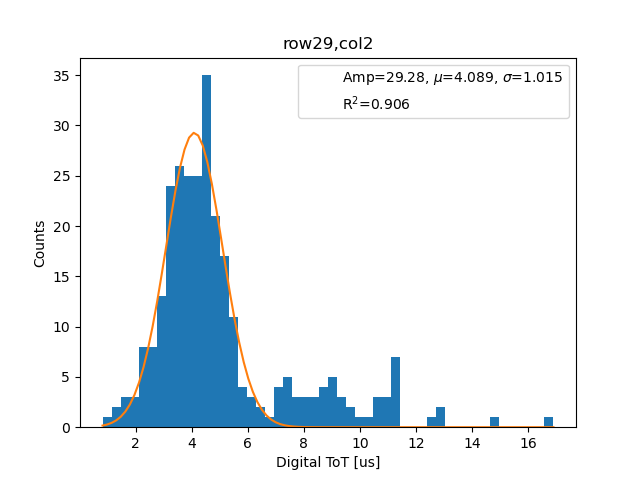 row29,col2
Amp=29.28, μ=4.089, σ=1.015
R²=0.906
35
30
25
20
15
10
5
0
Counts
2 4 6 8 10 12 14 16
Digital ToT [us]